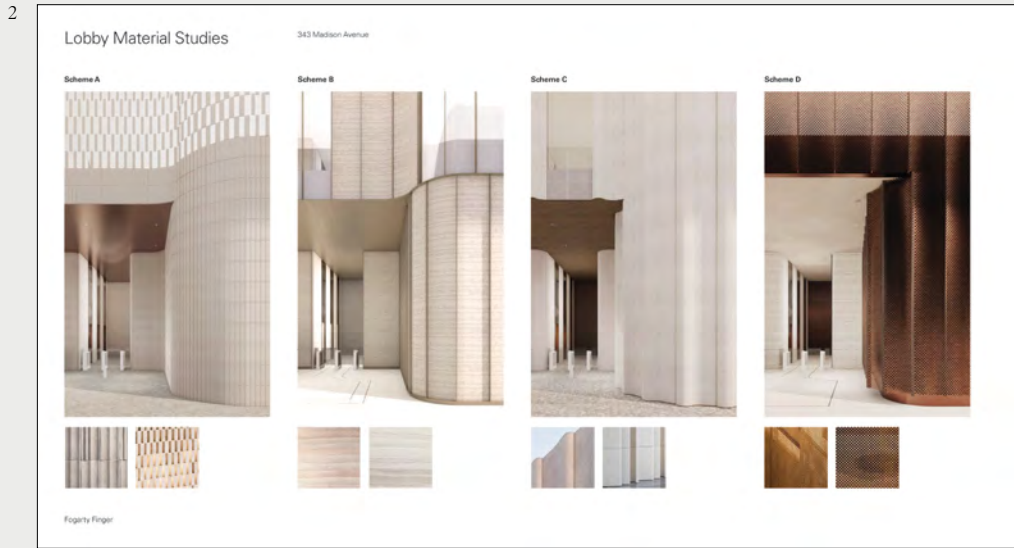 2
Lobby Material Studies
343 Madison Avenue
Scheme A
Scheme B
Scheme C
Scheme D
Fogarty Finger